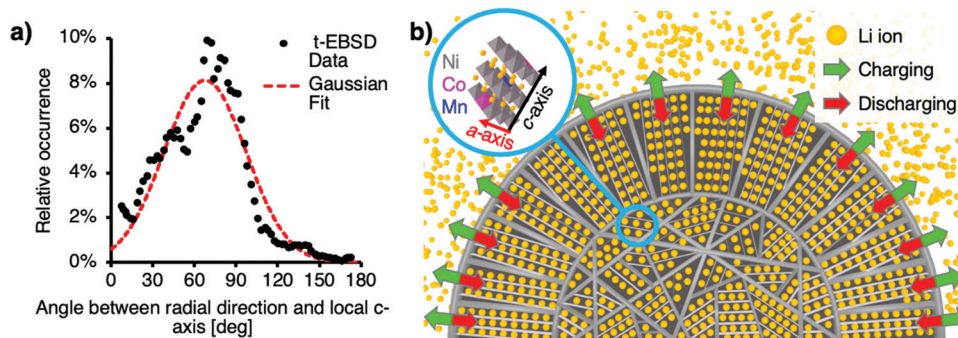 a)
10%
8%
6%
4%
2%
0%
Relative occurrence
t-EBSD
Data
Gaussian
Fit
0 30 60 90 120 150 180
Angle between radial direction and local c-
axis [deg]
b)
Ni
Co
Mn
c-axis
a-axis
Li ion
Charging
Discharging